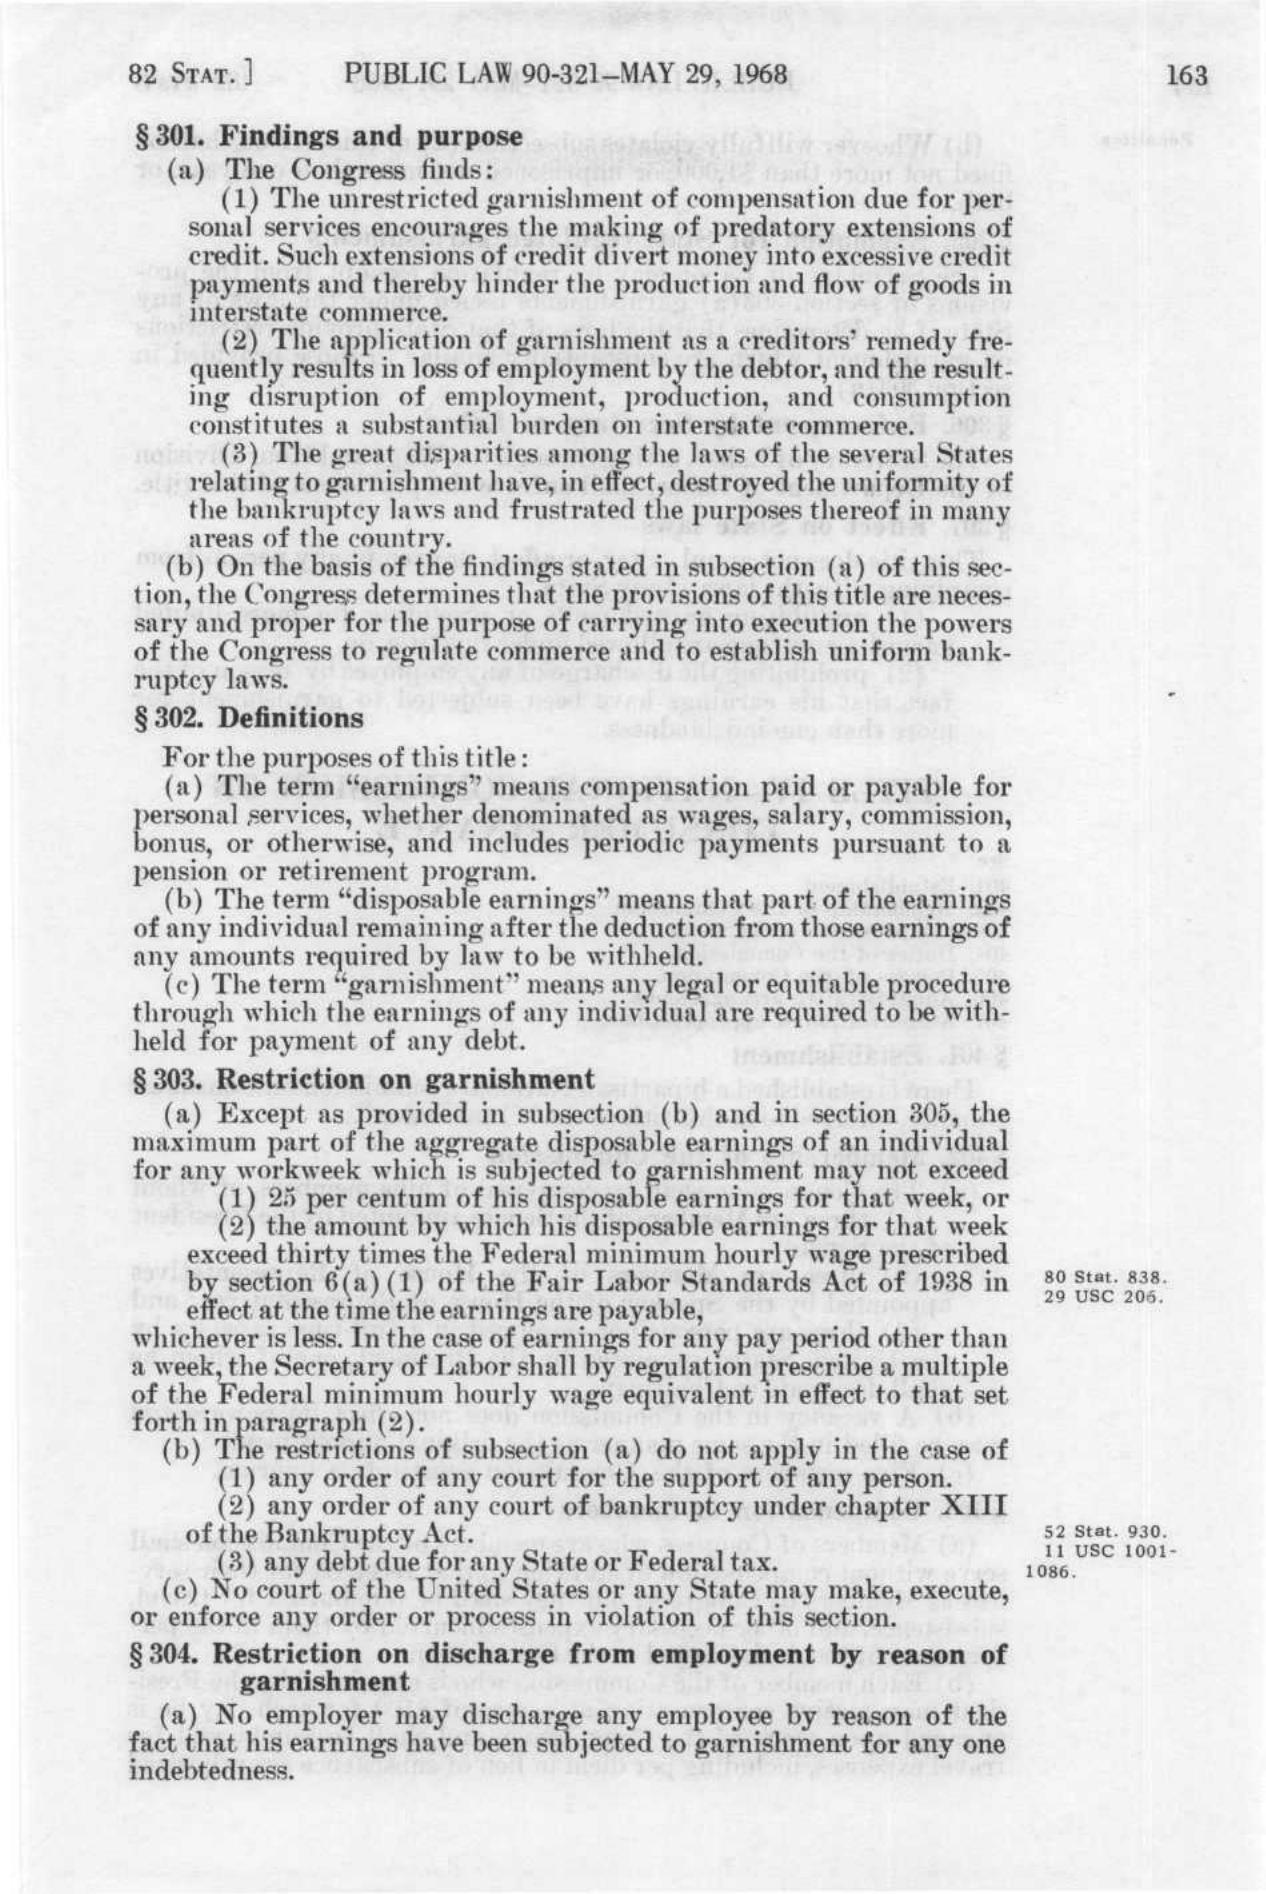 82 STAT. ] PUBLIC LAW 90-321–MAY 29, 1968 163
§ 301. Findings and purpose
(a) The Congress finds:
(1) The unrestricted garnishment of compensation due for per-
sonal services encourages the making of predatory extensions of
credit. Such extensions of credit divert money into excessive credit
payments and thereby hinder the production and flow of goods in
interstate commerce.
(2) The application of garnishment as a creditors' remedy fre-
quently results in loss of employment by the debtor, and the result-
ing disruption of employment, production, and consumption
constitutes a substantial burden on interstate commerce.
(3) The great disparities among the laws of the several States
relating to garnishment have, in effect, destroyed the uniformity of
the bankruptcy laws and frustrated the purposes thereof in many
areas of the country.
(b) On the basis of the findings stated in subsection (a) of this sec-
tion, the Congress determines that the provisions of this title are neces-
sary and proper for the purpose of carrying into execution the powers
of the Congress to regulate commerce and to establish uniform bank-
ruptcy laws.
§ 302. Definitions
For the purposes of this title:
(a) The term "earnings" means compensation paid or payable for
personal services, whether denominated as wages, salary, commission,
bonus, or otherwise, and includes periodic payments pursuant to a
pension or retirement program.
(b) The term "disposable earnings" means that part of the earnings
of any individual remaining after the deduction from those earnings of
any amounts required by law to be withheld.
(c) The term "garnishment" means any legal or equitable procedure
through which the earnings of any individual are required to be with-
held for payment of any debt.
§ 303. Restriction on garnishment
(a) Except as provided in subsection (b) and in section 305, the
maximum part of the aggregate disposable earnings of an individual
for any workweek which is subjected to garnishment may not exceed
(1) 25 per centum of his disposable earnings for that week, or
(2) the amount by which his disposable earnings for that week
exceed thirty times the Federal minimum hourly wage prescribed
by section 6(a)(1) of the Fair Labor Standards Act of 1938 in
effect at the time the earnings are payable,
80 Stat. 838.
29 USC 206.
whichever is less. In the case of earnings for any pay period other than
a week, the Secretary of Labor shall by regulation prescribe a multiple
of the Federal minimum hourly wage equivalent in effect to that set
forth in paragraph (2).
(b) The restrictions of subsection (a) do not apply in the case of
(1) any order of any court for the support of any person.
(2) any order of any court of bankruptcy under chapter XIII
of the Bankruptcy Act.
52 Stat. 930.
11 USC 1001-
1086.
(3) any debt due for any State or Federal tax.
(c) No court of the United States or any State may make, execute,
or enforce any order or process in violation of this section.
§ 304. Restriction on discharge from employment by reason of
garnishment
(a) No employer may discharge any employee by reason of the
fact that his earnings have been subjected to garnishment for any one
indebtedness.